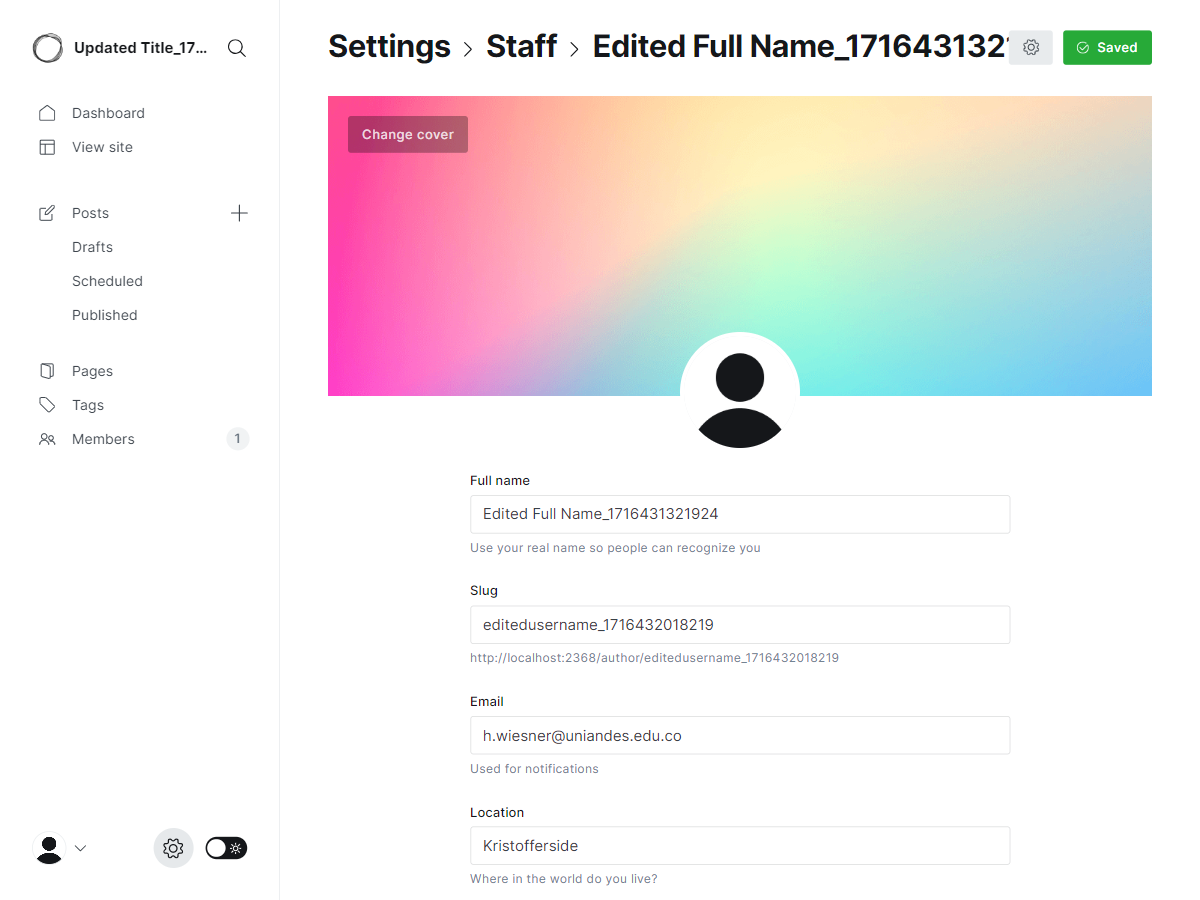 Updated Title_17...
Dashboard
View site
Posts
Drafts
Scheduled
Published
Pages
Tags
Members
1
Settings > Staff > Edited Full Name_171643132
Saved
Change cover
Full name
Edited Full Name_1716431321924
Use your real name so people can recognize you
Slug
editedusername_1716432018219
http://localhost:2368/author/editedusername_1716432018219
Email
h.wiesner@uniandes.edu.co
Used for notifications
Location
Kristofferside
Where in the world do you live?